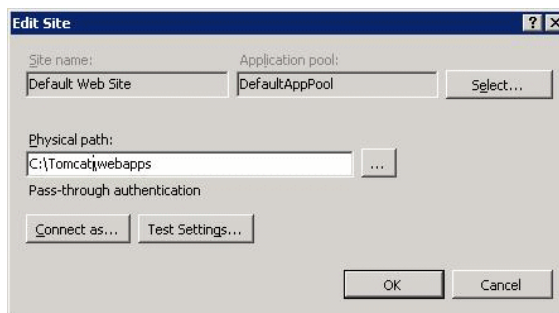 Edit Site
Site name:
Application pool:
Default Web Site
DefaultAppPool
Select...
Physical path:
C:\Tomcat\webapps
...
Pass-through authentication
Connect as...
Test Settings...
OK
Cancel